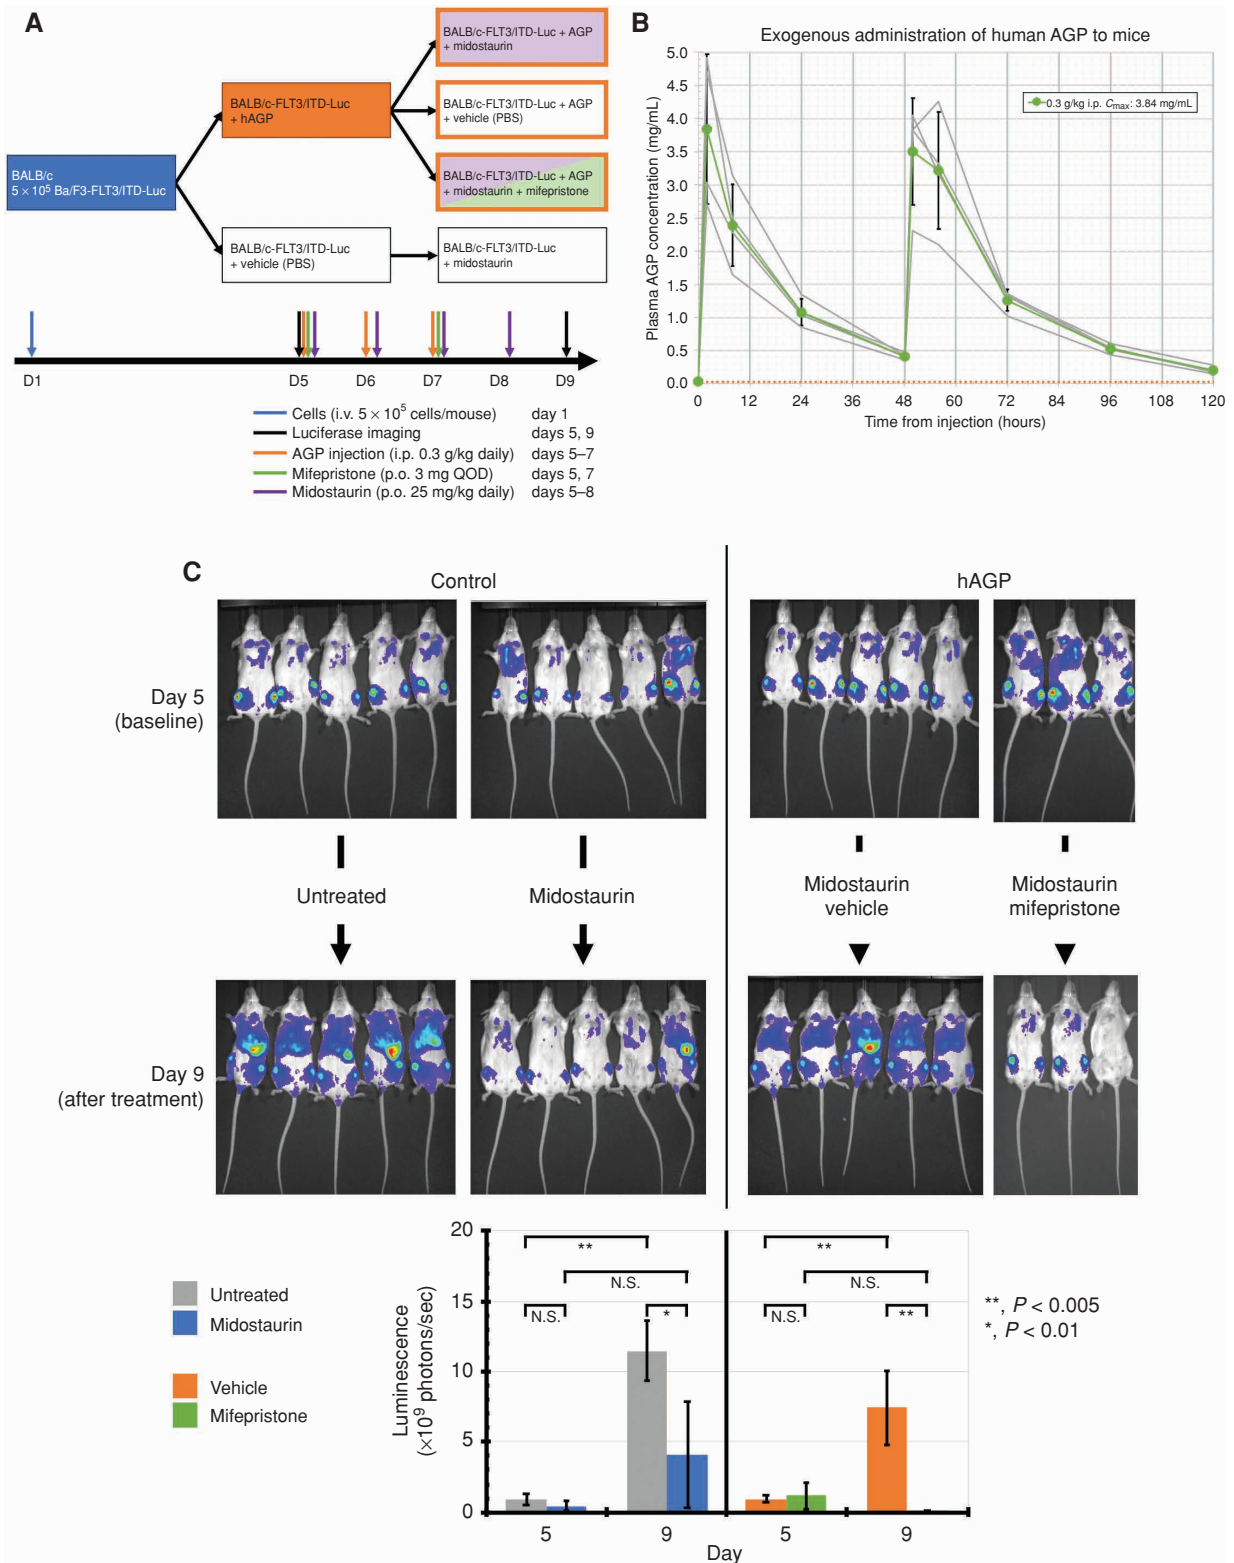 A
BALB/c
5 × 10⁵ Ba/F3-FLT3/ITD-Luc
BALB/c-FLT3/ITD-Luc
+ hAGP
BALB/c-FLT3/ITD-Luc
+ vehicle (PBS)
BALB/c-FLT3/ITD-Luc + AGP
+ midostaurin
BALB/c-FLT3/ITD-Luc + AGP
+ vehicle (PBS)
BALB/c-FLT3/ITD-Luc + AGP
+ midostaurin + mifepristone
BALB/c-FLT3/ITD-Luc
+ midostaurin
D1 D5 D6 D7 D8 D9
Cells (i.v. 5 × 10⁵ cells/mouse) day 1
Luciferase imaging days 5, 9
AGP injection (i.p. 0.3 g/kg daily) days 5–7
Mifepristone (p.o. 3 mg QOD) days 5, 7
Midostaurin (p.o. 25 mg/kg daily) days 5–8
B
Exogenous administration of human AGP to mice
Plasma AGP concentration (mg/mL)
5.0
4.5
4.0
3.5
3.0
2.5
2.0
1.5
1.0
0.5
0.0
0.3 g/kg i.p. Cmax: 3.84 mg/mL
0 12 24 36 48 60 72 84 96 108 120
Time from injection (hours)
C
Control
hAGP
Day 5
(baseline)
Untreated
Midostaurin
Midostaurin
vehicle
Midostaurin
mifepristone
Day 9
(after treatment)
Untreated
Midostaurin
Vehicle
Mifepristone
Luminescence
(×10⁹ photons/sec)
20
15
10
5
0
**
N.S.
N.S.
*
**
N.S.
N.S.
**
5 9 5 9
Day
**, P < 0.005
*, P < 0.01